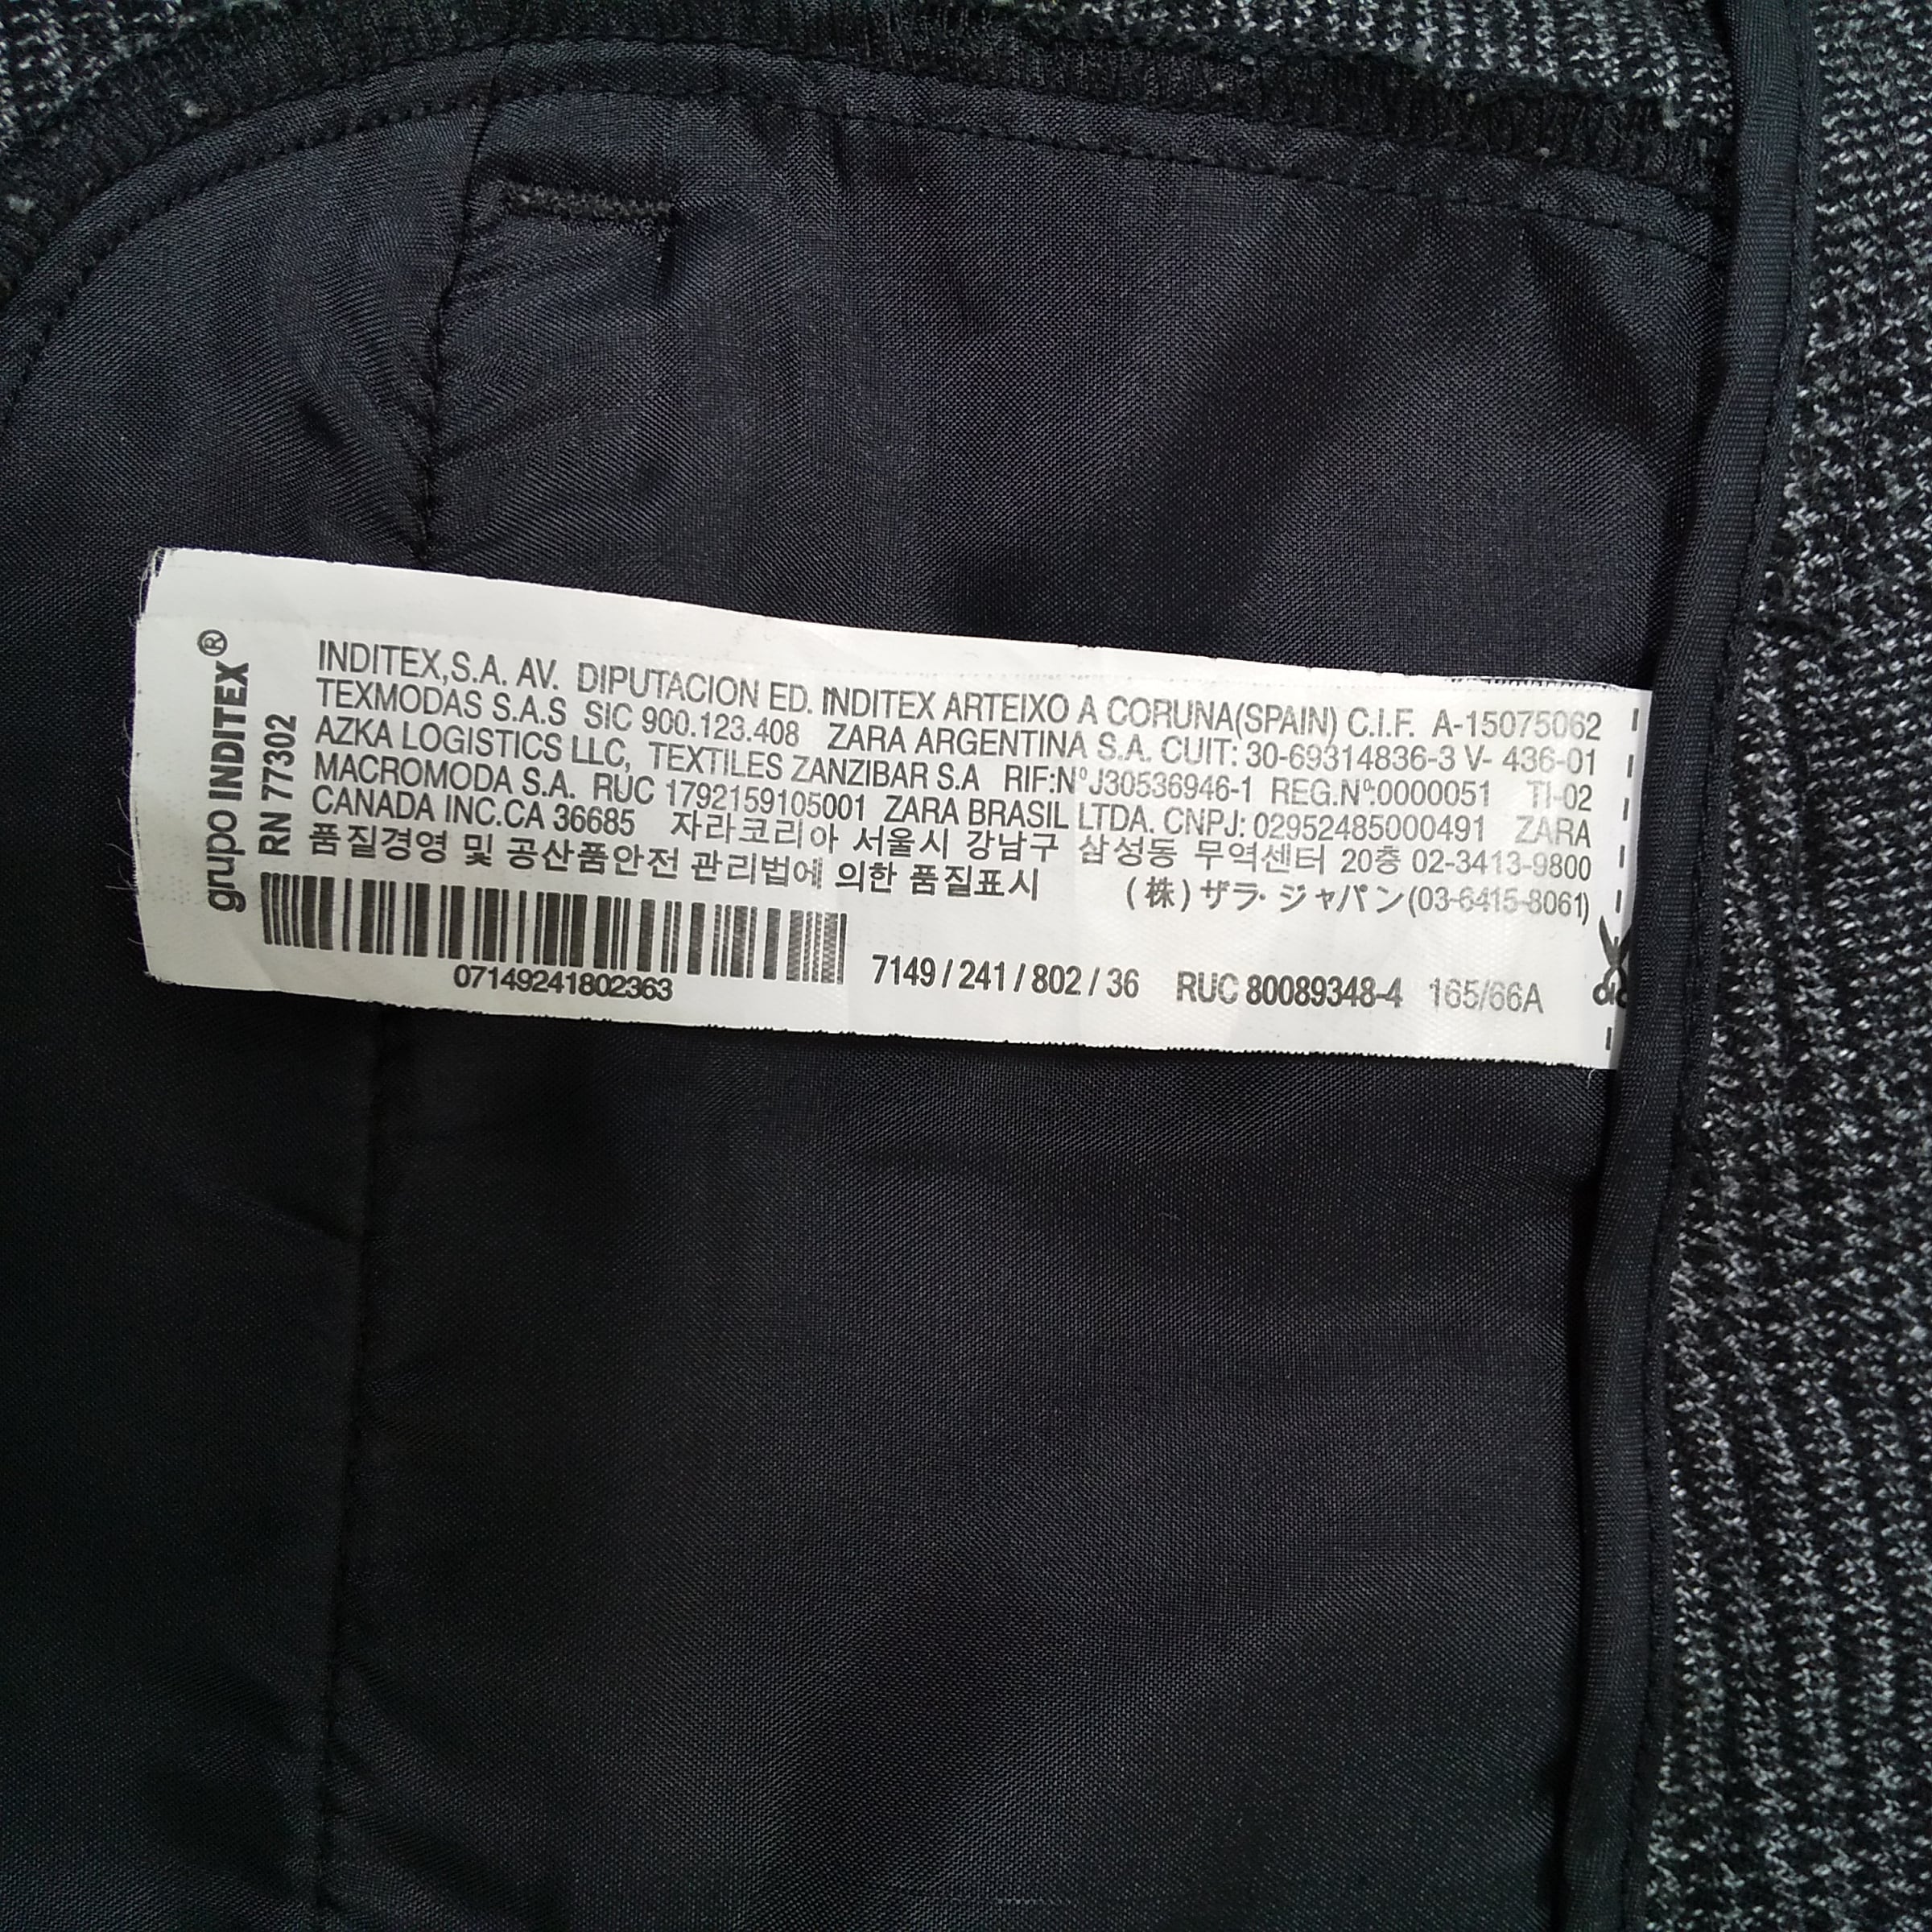 grupo INDITEX®
RN 77302
INDITEX,S.A. AV. DIPUTACION ED. INDITEX ARTEIXO A CORUNA(SPAIN) C.I.F. A-15075062
TEXMODAS S.A.S SIC 900.123.408 ZARA ARGENTINA S.A. CUIT: 30-69314836-3 V- 436-01
AZKA LOGISTICS LLC, TEXTILES ZANZIBAR S.A RIF:Nº J30536946-1 REG.Nº:0000051 TI-02
MACROMODA S.A. RUC 1792159105001 ZARA BRASIL LTDA. CNPJ: 02952485000491 ZARA
CANADA INC.CA 36685 자라코리아 서울시 강남구 삼성동 무역센터 20층 02-3413-9800
품질경영 및 공산품안전 관리법에 의한 품질표시 (株)ザラ・ジャパン(03-6415-8061)
07149241802363
7149 / 241 / 802 / 36 RUC 80089348-4 165/66A